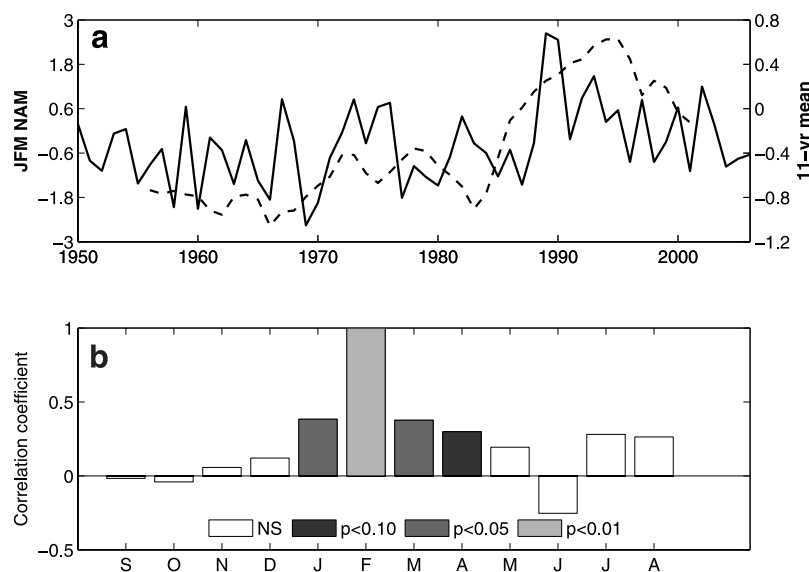 a
JFM NAM
3
1.8
0.6
−0.6
−1.8
−3
0.8
0.4
0
−0.4
−0.8
−1.2
11-yr mean
1950 1960 1970 1980 1990 2000
b
Correlation coefficient
1
0.5
0
−0.5
NS p<0.10 p<0.05 p<0.01
S O N D J F M A M J J A